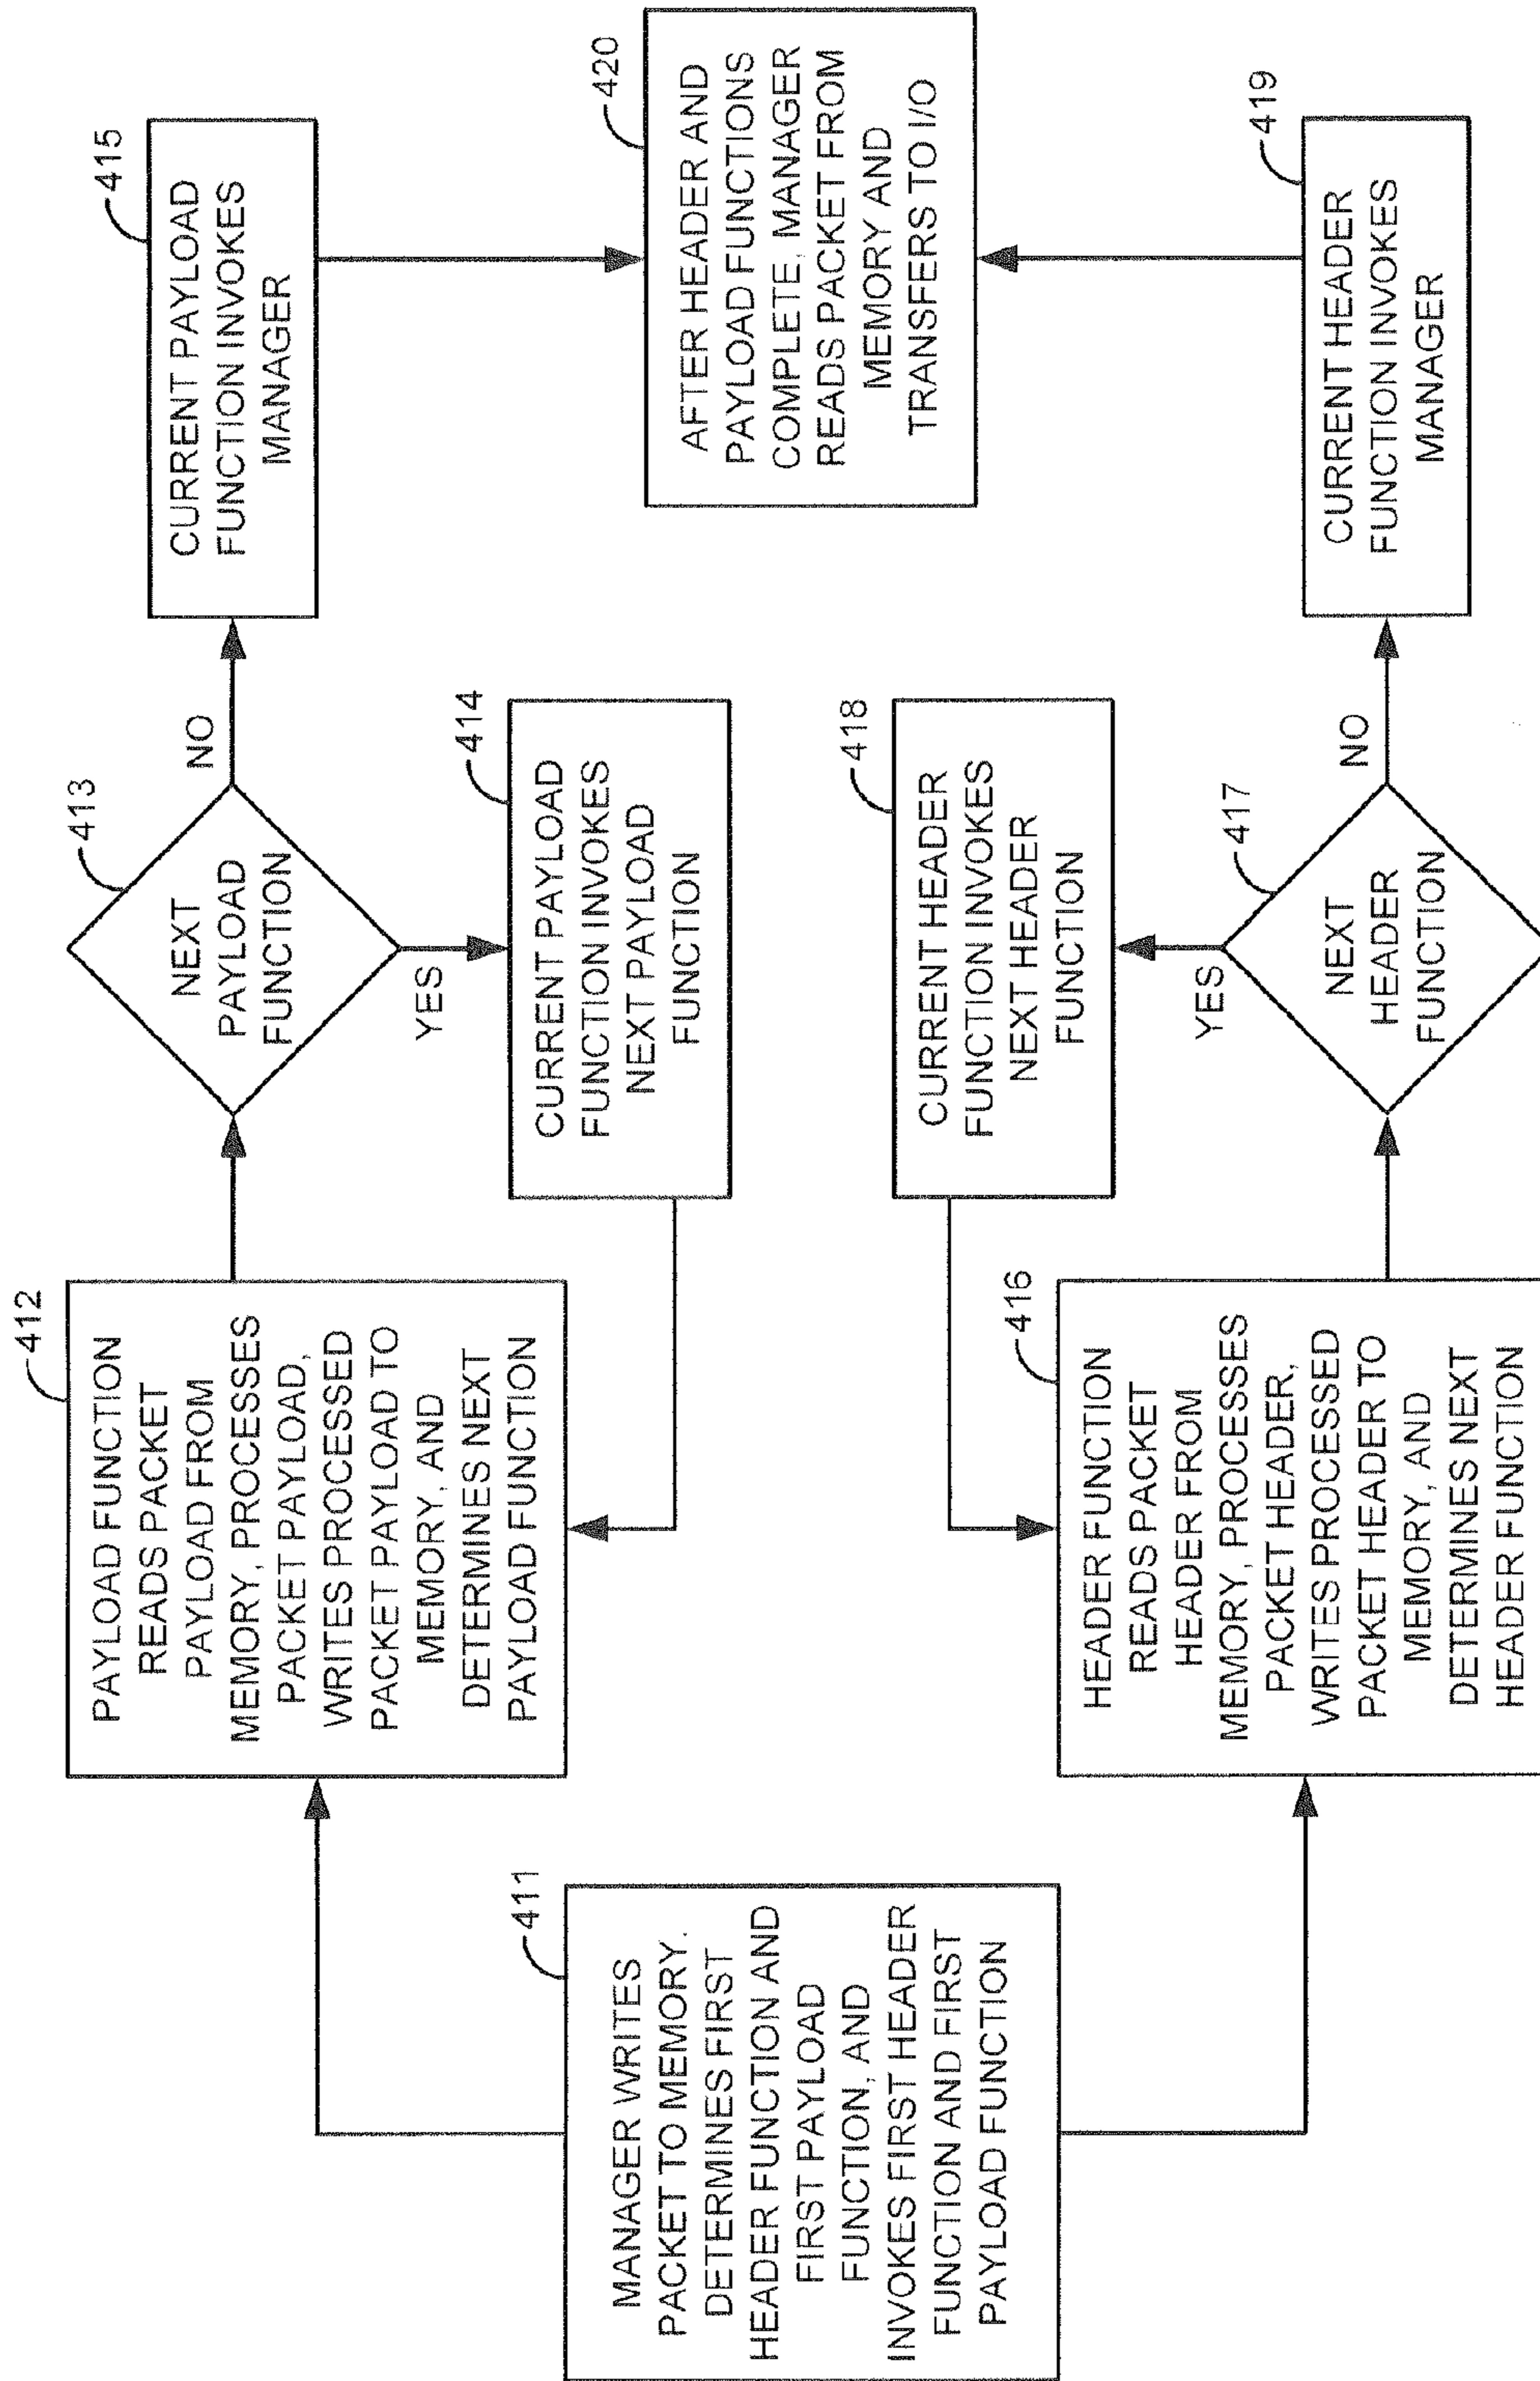 411
MANAGER WRITES
PACKET TO MEMORY.
DETERMINES FIRST
HEADER FUNCTION AND
FIRST PAYLOAD
FUNCTION, AND
INVOKES FIRST HEADER
FUNCTION AND FIRST
PAYLOAD FUNCTION
412
PAYLOAD FUNCTION
READS PACKET
PAYLOAD FROM
MEMORY, PROCESSES
PACKET PAYLOAD,
WRITES PROCESSED
PACKET PAYLOAD TO
MEMORY, AND
DETERMINES NEXT
PAYLOAD FUNCTION
413
NEXT
PAYLOAD
FUNCTION
NO
YES
414
CURRENT PAYLOAD
FUNCTION INVOKES
NEXT PAYLOAD
FUNCTION
415
CURRENT PAYLOAD
FUNCTION INVOKES
MANAGER
416
HEADER FUNCTION
READS PACKET
HEADER FROM
MEMORY, PROCESSES
PACKET HEADER,
WRITES PROCESSED
PACKET HEADER TO
MEMORY, AND
DETERMINES NEXT
HEADER FUNCTION
417
NEXT
HEADER
FUNCTION
YES
NO
418
CURRENT HEADER
FUNCTION INVOKES
NEXT HEADER
FUNCTION
419
CURRENT HEADER
FUNCTION INVOKES
MANAGER
420
AFTER HEADER AND
PAYLOAD FUNCTIONS
COMPLETE, MANAGER
READS PACKET FROM
MEMORY AND
TRANSFERS TO I/O